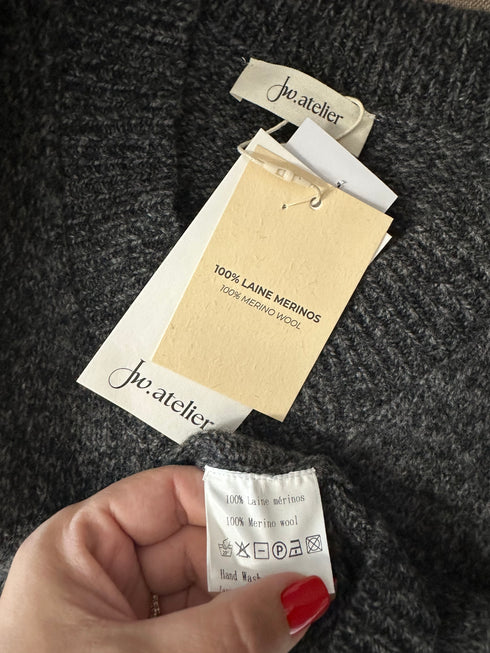 Jw.atelier
100% LAINE MERINOS
100% MERINO WOOL
Jw.atelier
100% Laine mérinos
100% Merino wool
P
Hand Wash